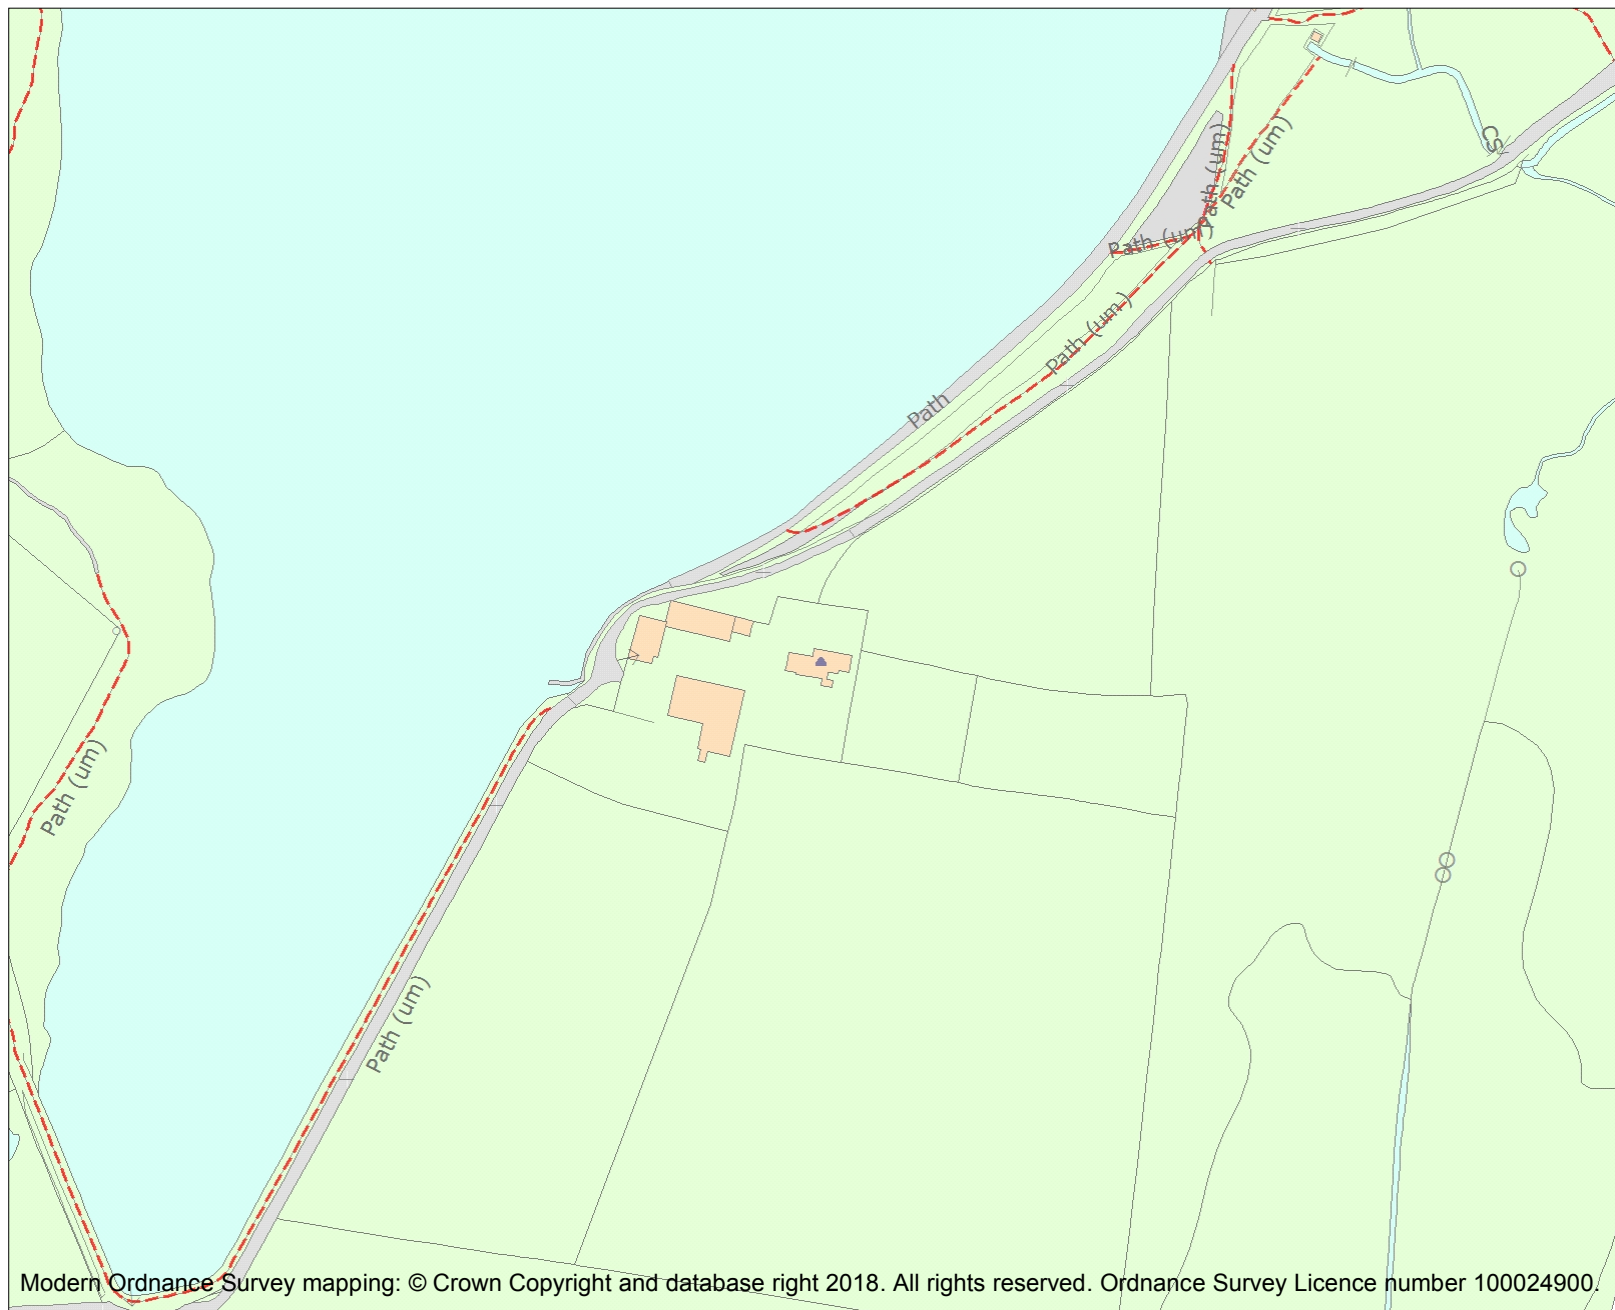 CS
Path (um)
Path (um)
Path (um)
Path (um)
Path
Path (um)
Path (um)
Modern Ordnance Survey mapping: © Crown Copyright and database right 2018. All rights reserved. Ordnance Survey Licence number 100024900.